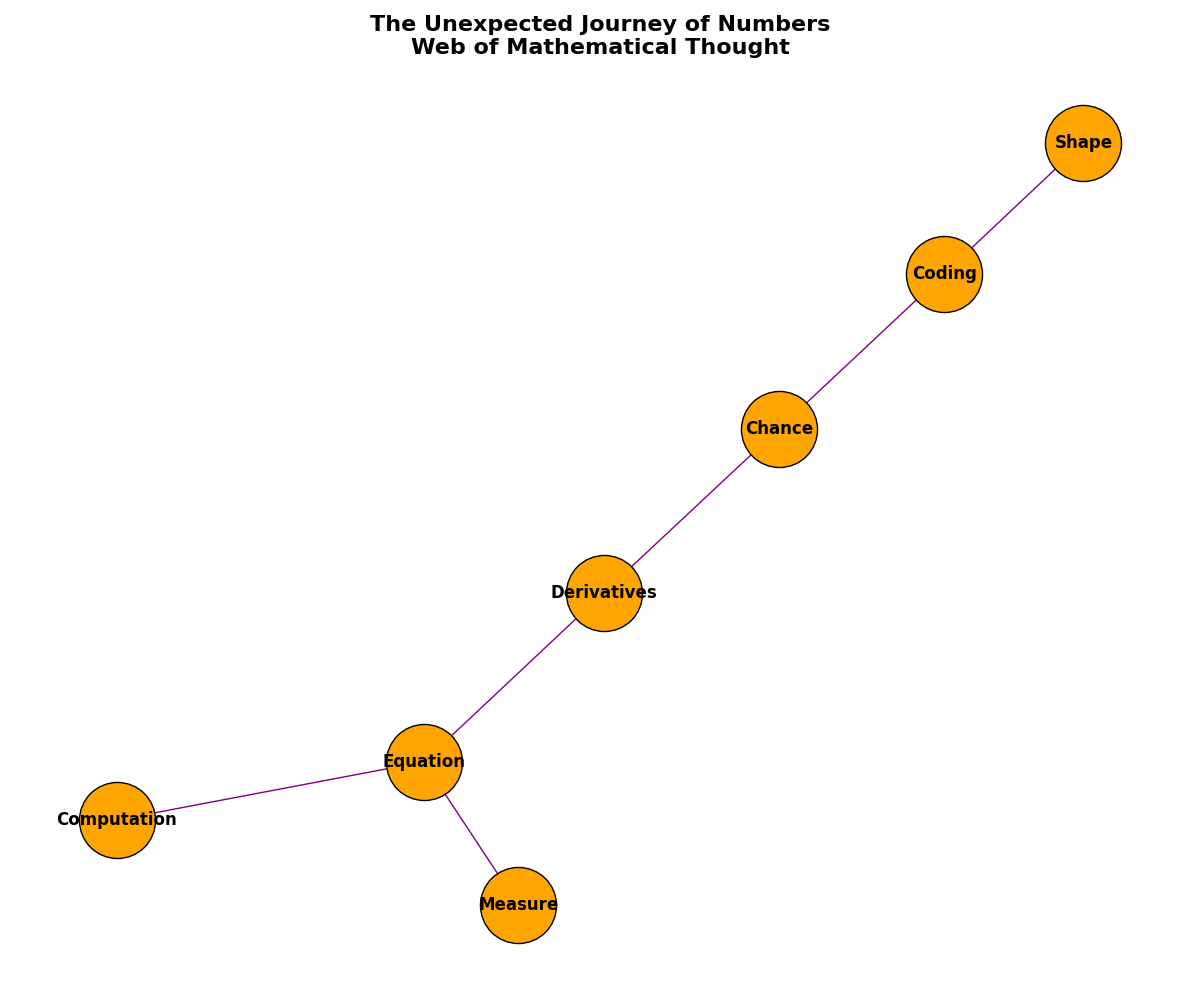 The Unexpected Journey of Numbers
Web of Mathematical Thought
Shape
Coding
Chance
Derivatives
Equation
Computation
Measure